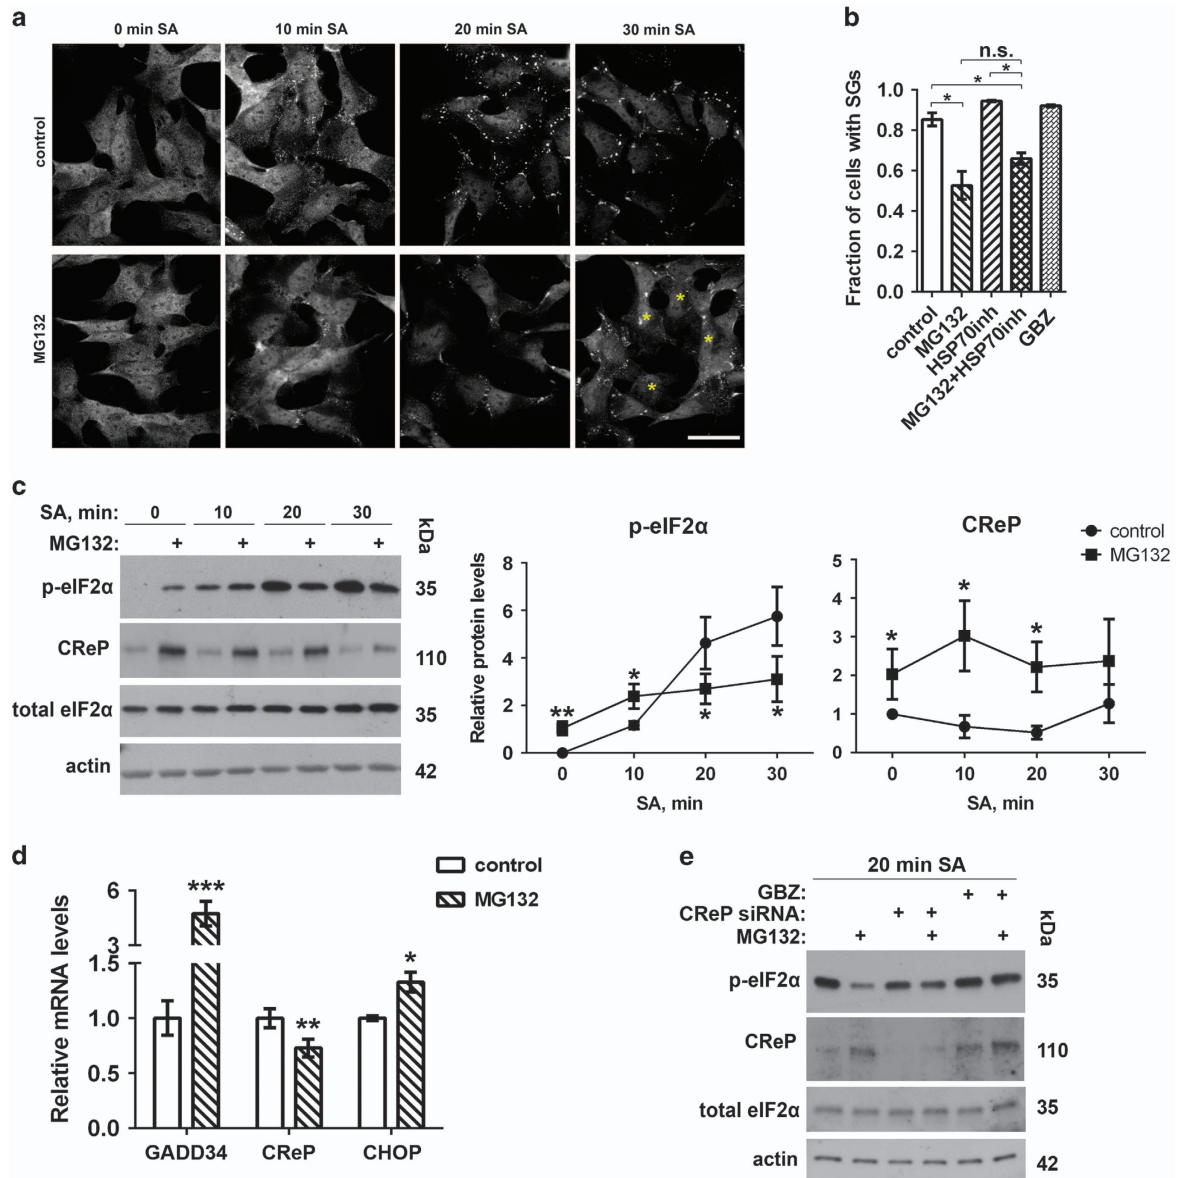 a
0 min SA 10 min SA 20 min SA 30 min SA
control
MG132
* * * *
b
Fraction of cells with SGs
1.0
0.8
0.6
0.4
0.2
0.0
n.s.
*
*
*
control
MG132
HSP70inh
MG132+HSP70inh
GBZ
c
SA, min: 0 10 20 30
MG132: + + + +
kDa
p-eIF2α 35
CReP 110
total eIF2α 35
actin 42
p-eIF2α
Relative protein levels
8
6
4
2
0
** * * *
0 10 20 30
SA, min
CReP
5
4
3
2
1
0
* * *
0 10 20 30
SA, min
control
MG132
d
Relative mRNA levels
6
3
1.5
1.0
0.5
0.0
*** ** *
GADD34 CReP CHOP
control
MG132
e
20 min SA
GBZ: + +
CReP siRNA: + +
MG132: + + +
kDa
p-eIF2α 35
CReP 110
total eIF2α 35
actin 42